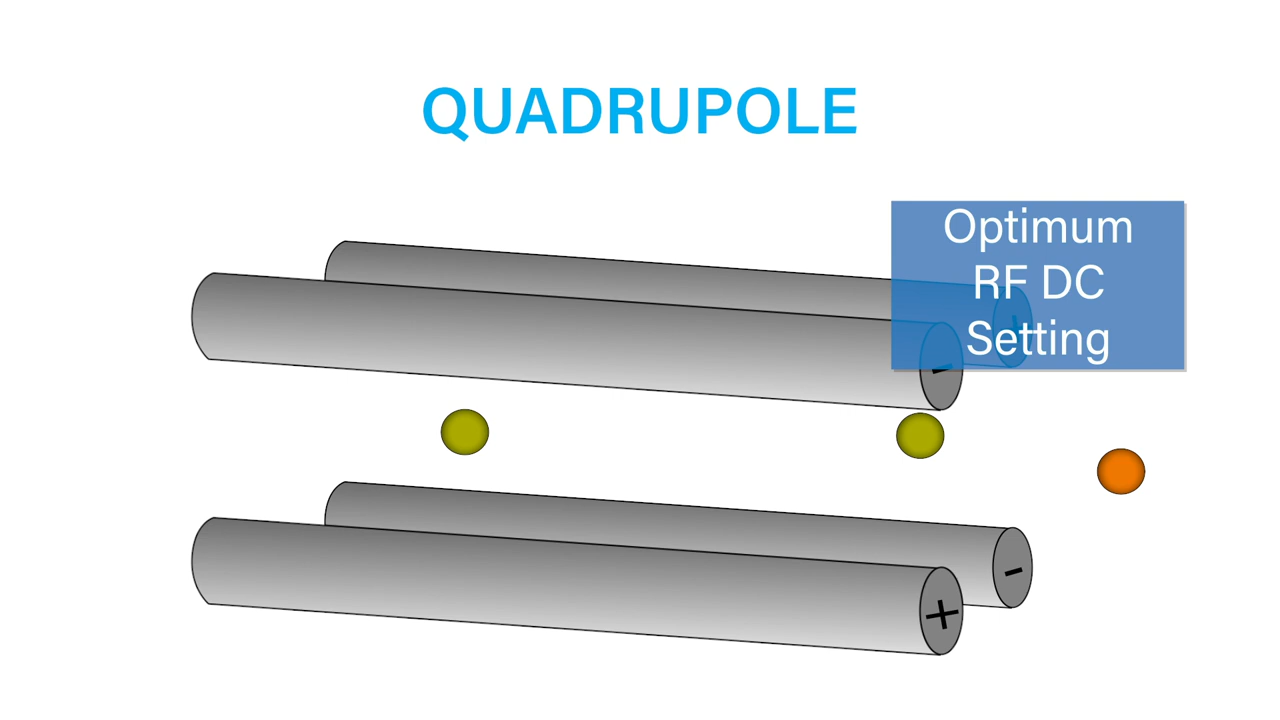 QUADRUPOLE
Optimum
RF DC
Setting
+
-
-
+